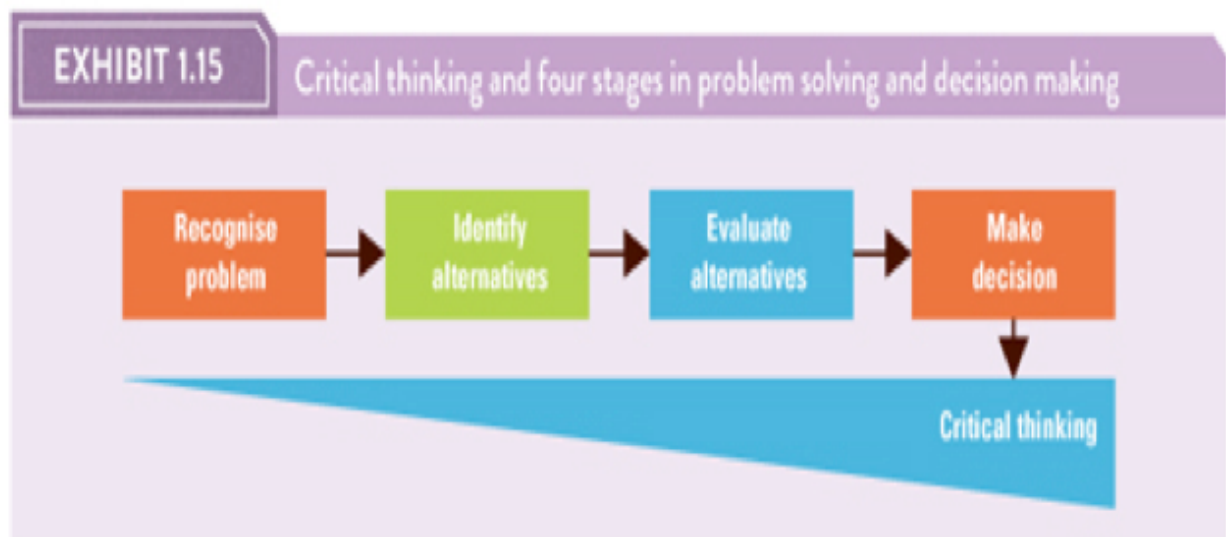 EXHIBIT 1.15
Critical thinking and four stages in problem solving and decision making
Recognise
problem
Identify
alternatives
Evaluate
alternatives
Make
decision
Critical thinking